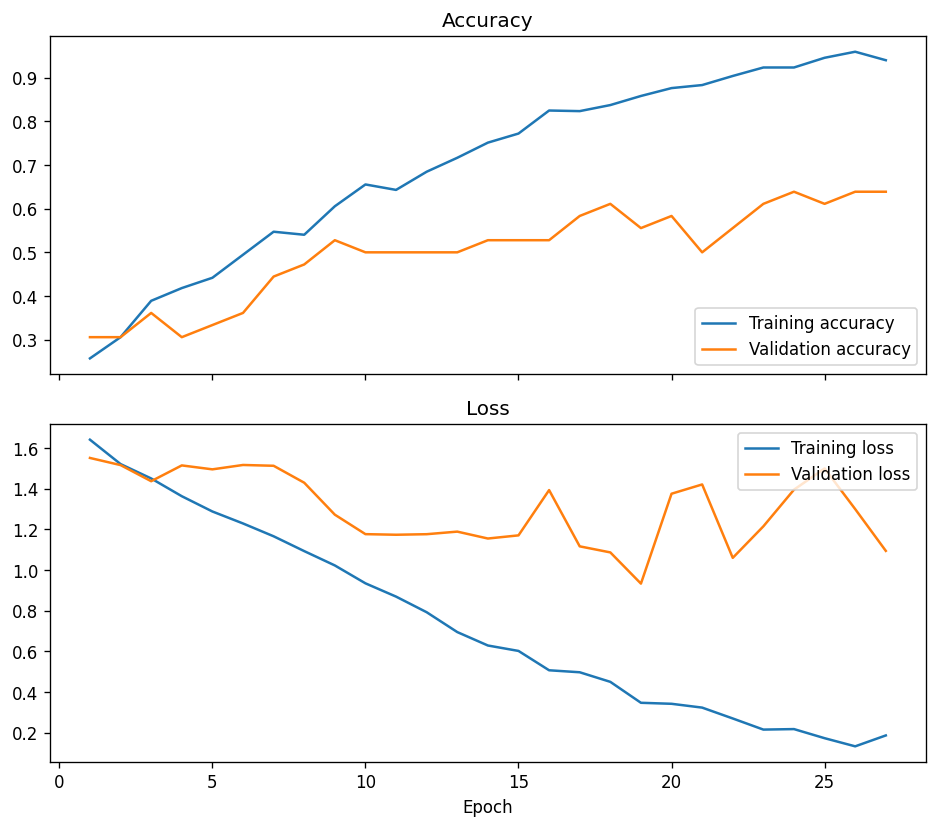 Accuracy
0.9
0.8
0.7
0.6
0.5
0.4
0.3
Training accuracy
Validation accuracy
Loss
1.6
1.4
1.2
1.0
0.8
0.6
0.4
0.2
Training loss
Validation loss
0 5 10 15 20 25
Epoch